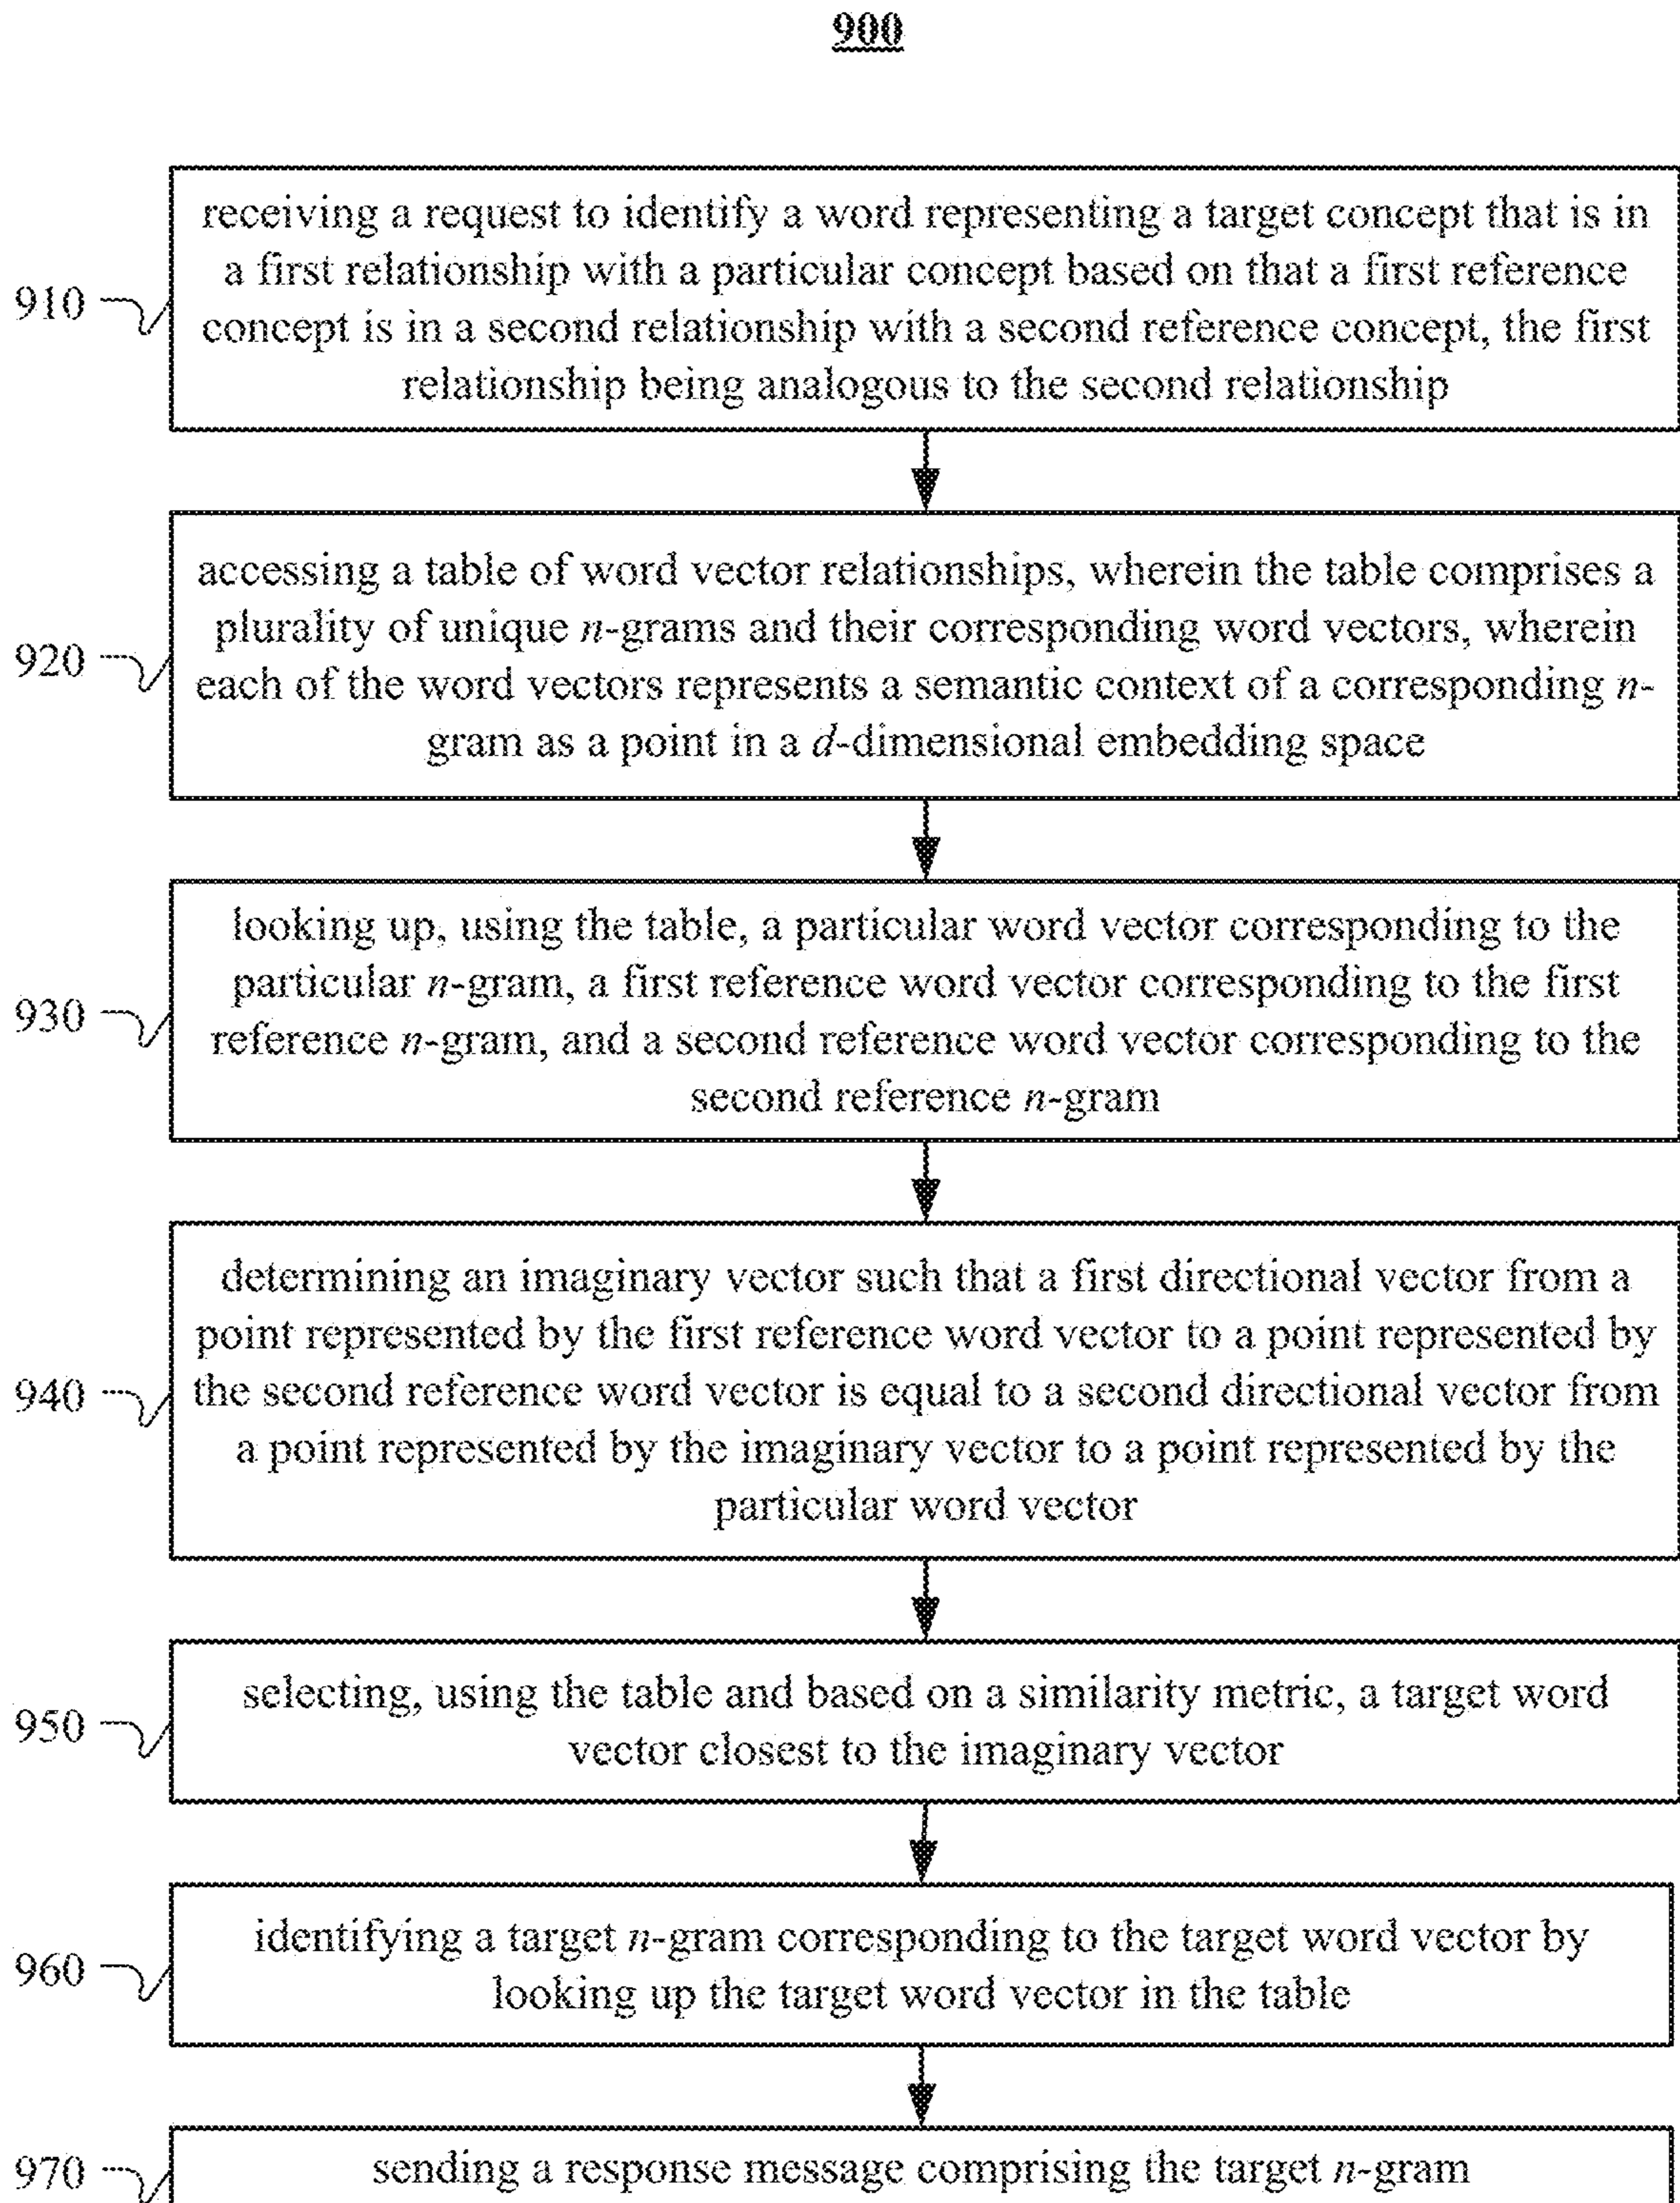 900
receiving a request to identify a word representing a target concept that is in
a first relationship with a particular concept based on that a first reference
910
concept is in a second relationship with a second reference concept, the first
relationship being analogous to the second relationship
accessing a table of word vector relationships, wherein the table comprises a
plurality of unique n-grams and their corresponding word vectors, wherein
920
each of the word vectors represents a semantic context of a corresponding n-
gram as a point in a d-dimensional embedding space
looking up, using the table, a particular word vector corresponding to the
particular n-gram, a first reference word vector corresponding to the first
930
reference n-gram, and a second reference word vector corresponding to the
second reference n-gram
determining an imaginary vector such that a first directional vector from a
point represented by the first reference word vector to a point represented by
940
the second reference word vector is equal to a second directional vector from
a point represented by the imaginary vector to a point represented by the
particular word vector
selecting, using the table and based on a similarity metric, a target word
950
vector closest to the imaginary vector
identifying a target n-gram corresponding to the target word vector by
960
looking up the target word vector in the table
970
sending a response message comprising the target n-gram